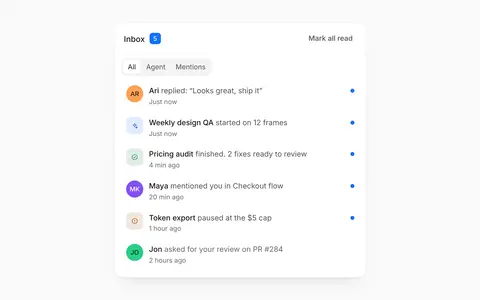 Inbox 5 Mark all read
All Agent Mentions
AR Ari replied: “Looks great, ship it”
Just now
Weekly design QA started on 12 frames
Just now
Pricing audit finished. 2 fixes ready to review
4 min ago
MK Maya mentioned you in Checkout flow
20 min ago
Token export paused at the $5 cap
1 hour ago
JO Jon asked for your review on PR #284
2 hours ago